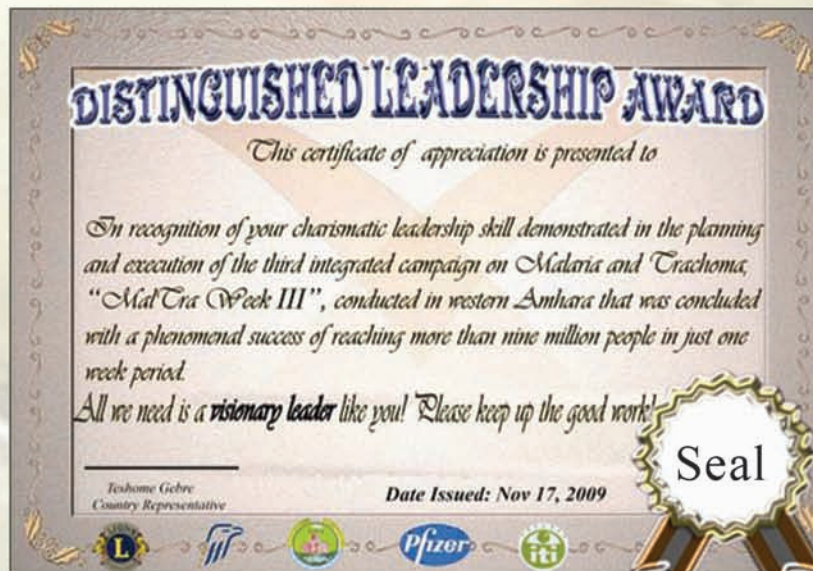 DISTINGUISHED LEADERSHIP AWARD
This certificate of appreciation is presented to
In recognition of your charismatic leadership skill demonstrated in the planning
and execution of the third integrated campaign on Malaria and Trachoma,
“MalTra Week III”, conducted in western Amhara that was concluded
with a phenomenal success of reaching more than nine million people in just one
week period.
All we need is a visionary leader like you! Please keep up the good work!
Seal
Teshome Gebre
Country Representative
Date Issued: Nov 17, 2009
L
Pfizer
iti